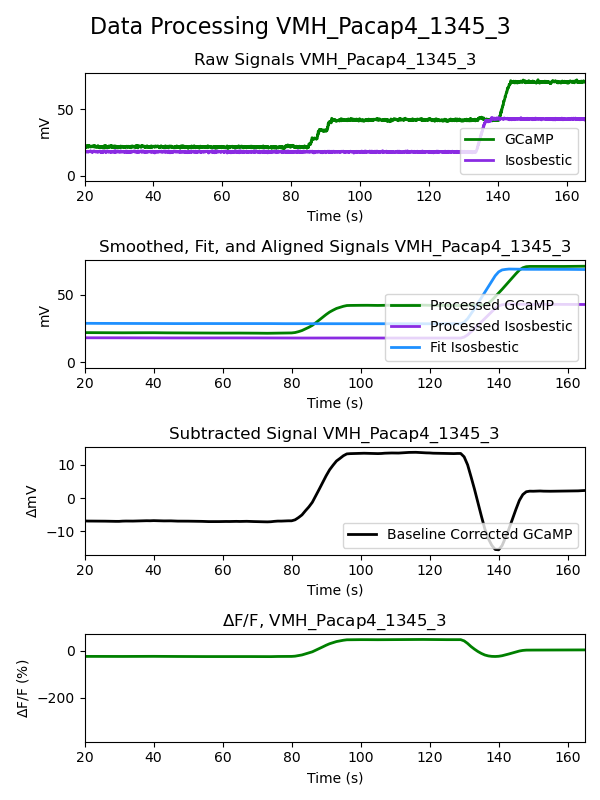 Data Processing VMH_Pacap4_1345_3
Raw Signals VMH_Pacap4_1345_3
50
0
mV
GCaMP
Isosbestic
20 40 60 80 100 120 140 160
Time (s)
Smoothed, Fit, and Aligned Signals VMH_Pacap4_1345_3
50
0
mV
Processed GCaMP
Processed Isosbestic
Fit Isosbestic
20 40 60 80 100 120 140 160
Time (s)
Subtracted Signal VMH_Pacap4_1345_3
10
0
−10
ΔmV
Baseline Corrected GCaMP
20 40 60 80 100 120 140 160
Time (s)
ΔF/F, VMH_Pacap4_1345_3
0
−200
ΔF/F (%)
20 40 60 80 100 120 140 160
Time (s)